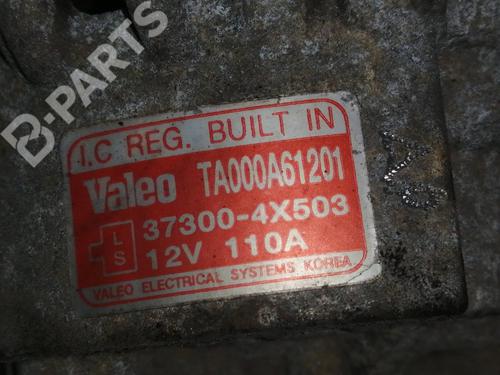 B-PARTS
I.C REG. BUILT IN
Valeo TA000A61201
L 37300-4X503
S 12V 110A
VALEO ELECTRICAL SYSTEMS KOREA